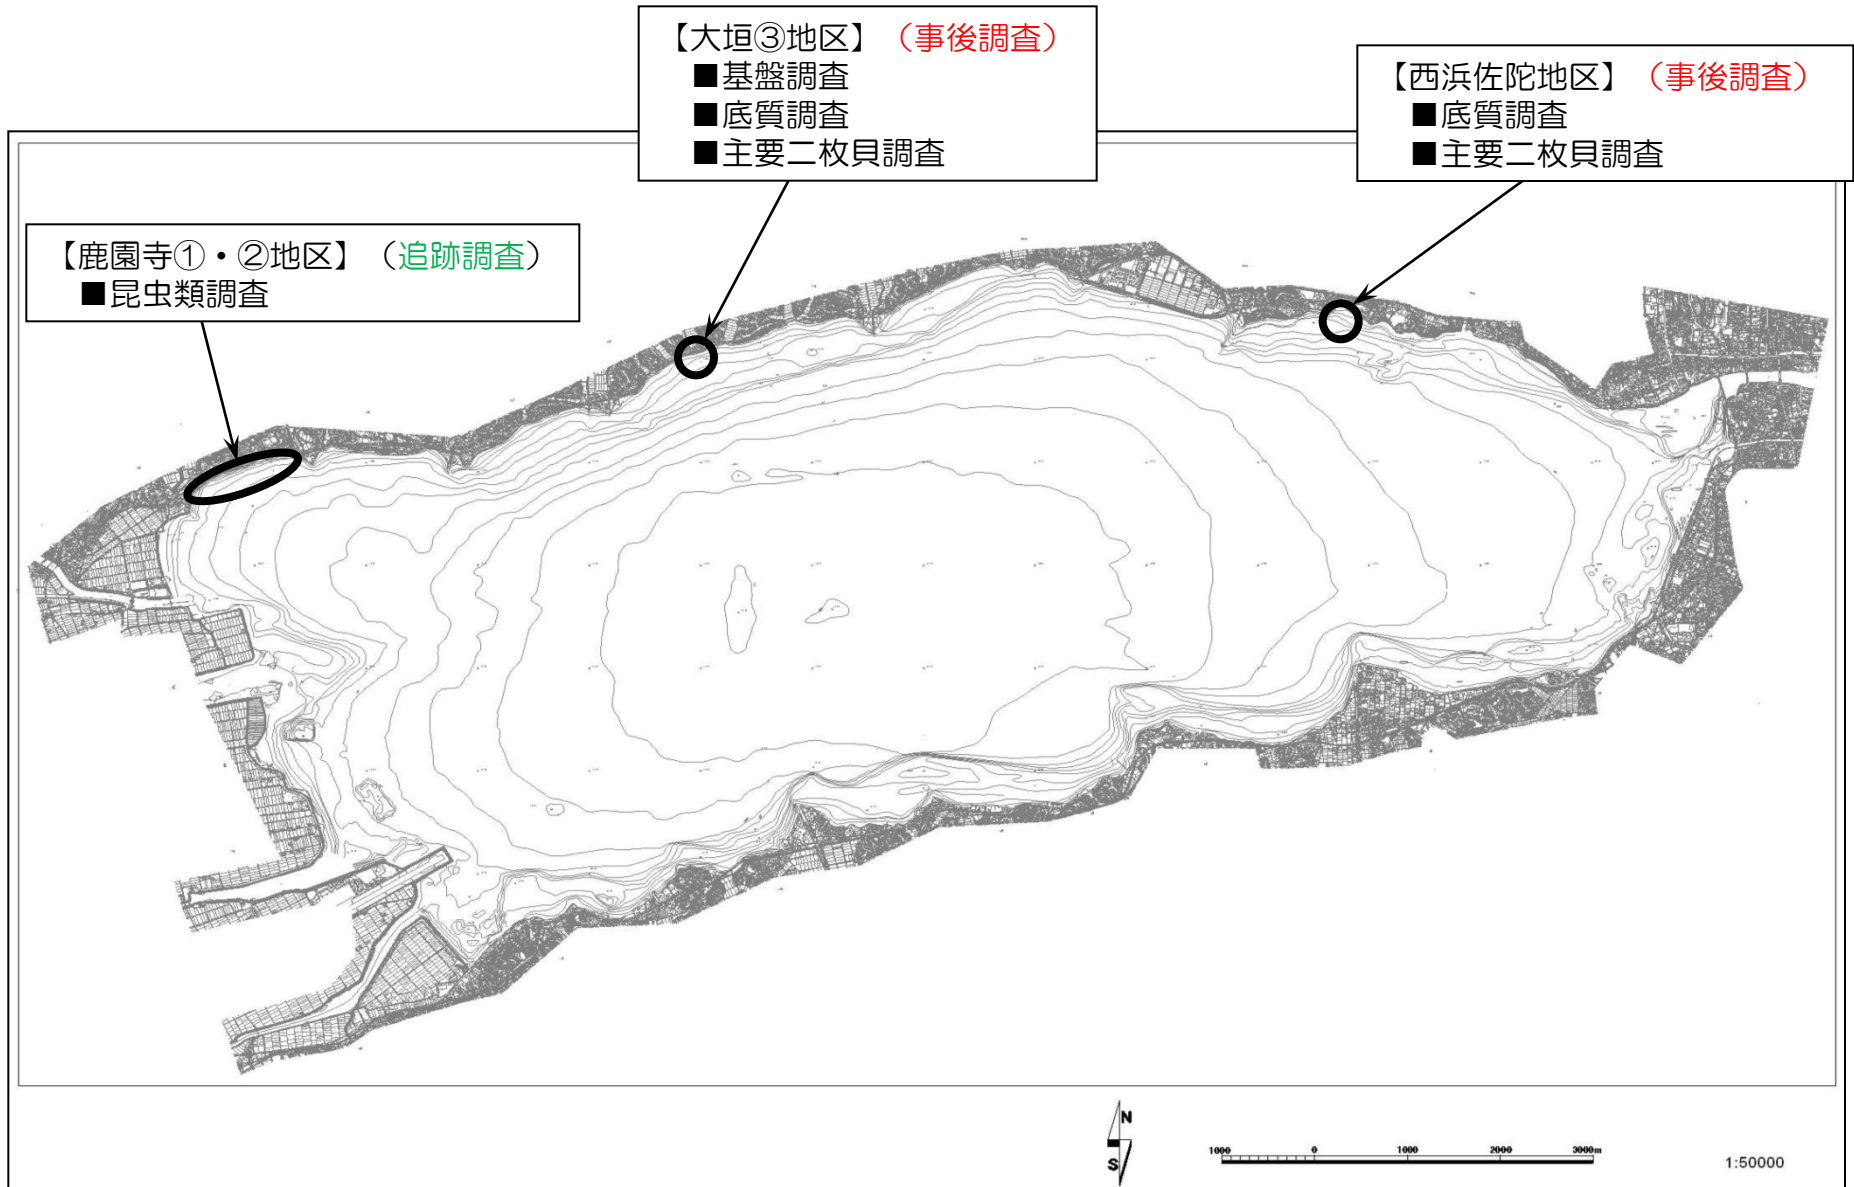 【大垣③地区】（事後調査）
■基盤調査
■底質調査
■主要二枚貝調査
【西浜佐陀地区】（事後調査）
■底質調査
■主要二枚貝調査
【鹿園寺①・②地区】（追跡調査）
■昆虫類調査
N
S
1000 0 1000 2000 3000m
1:50000